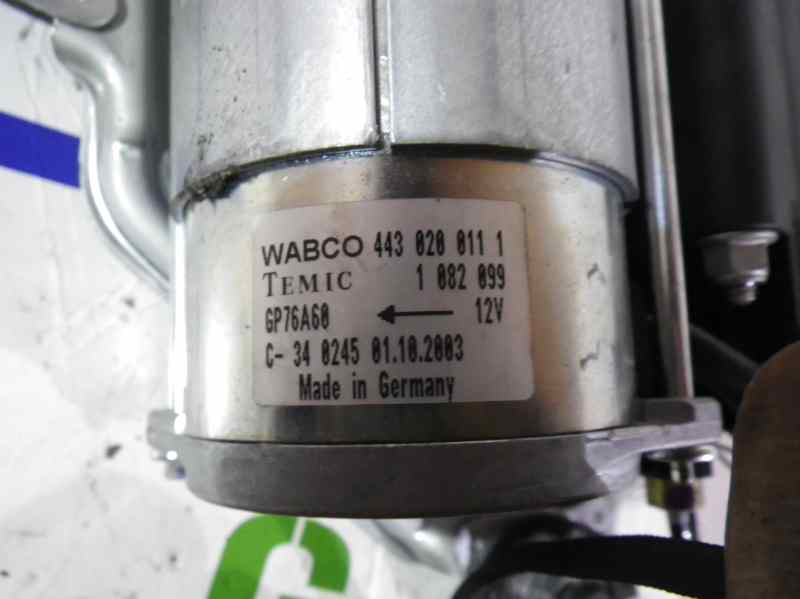 WABCO 443 020 011 1
TEMIC 1 082 099
GP76A60 12V
C- 34 0245 01.10.2003
Made in Germany
G